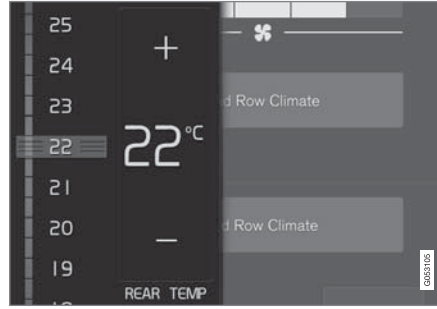 25
24
23
22
21
20
19
+
22°C
−
REAR TEMP
Row Climate
Row Climate
G053105